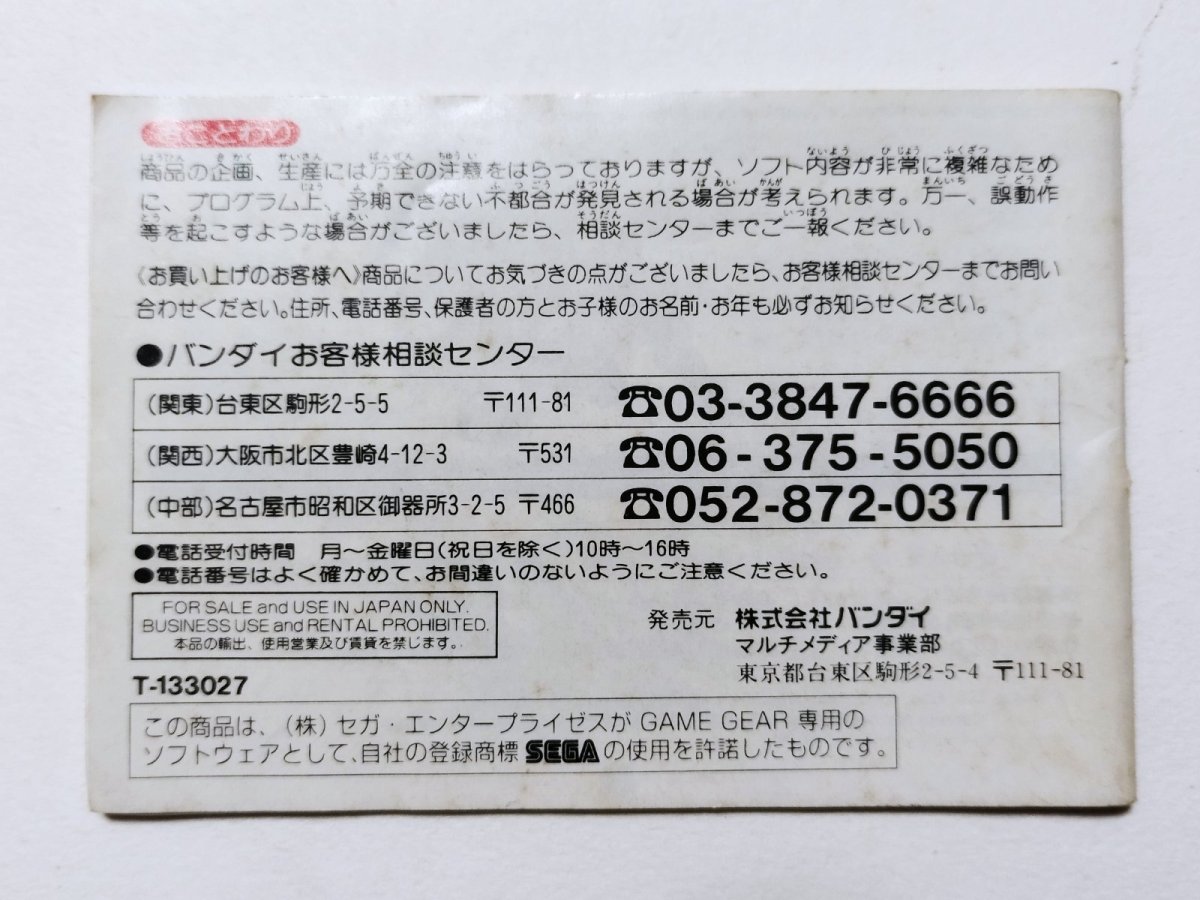 おことわり
商品の企画、生産には万全の注意をはらっておりますが、ソフト内容が非常に複雑なため
に、プログラム上、予期できない不都合が発見される場合が考えられます。万一、誤動作
等を起こすような場合がございましたら、相談センターまでご一報ください。
《お買い上げのお客様へ》商品についてお気づきの点がございましたら、お客様相談センターまでお問い
合わせください。住所、電話番号、保護者の方とお子様のお名前・お年も必ずお知らせください。
●バンダイお客様相談センター
(関東)台東区駒形2-5-5 〒111-81 ☎03-3847-6666
(関西)大阪市北区豊崎4-12-3 〒531 ☎06-375-5050
(中部)名古屋市昭和区御器所3-2-5 〒466 ☎052-872-0371
●電話受付時間 月〜金曜日(祝日を除く)10時〜16時
●電話番号はよく確かめて、お間違いのないようにご注意ください。
FOR SALE and USE IN JAPAN ONLY.
BUSINESS USE and RENTAL PROHIBITED.
本品の輸出、使用営業及び賃貸を禁じます。
発売元 株式会社バンダイ
マルチメディア事業部
東京都台東区駒形2-5-4 〒111-81
T-133027
この商品は、(株)セガ・エンタープライゼスが GAME GEAR 専用の
ソフトウェアとして、自社の登録商標 SEGA の使用を許諾したものです。